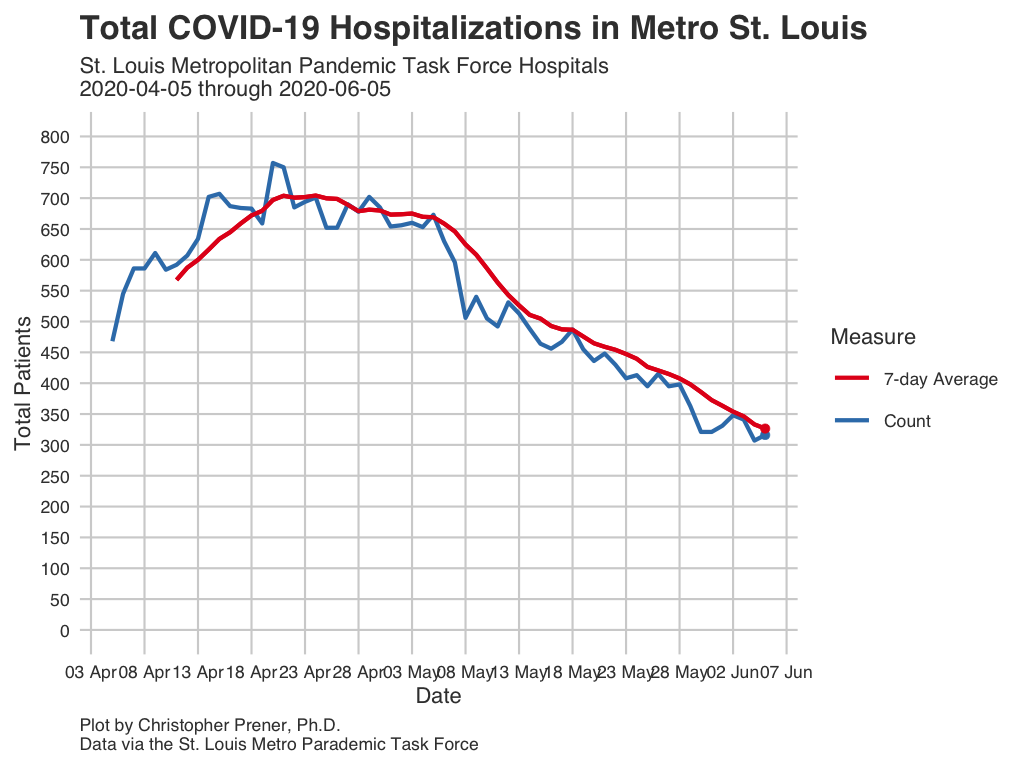 Total COVID-19 Hospitalizations in Metro St. Louis
St. Louis Metropolitan Pandemic Task Force Hospitals
2020-04-05 through 2020-06-05
800
750
700
650
600
550
500
450
400
350
300
250
200
150
100
50
0
Total Patients
03 Apr 08 Apr 13 Apr 18 Apr 23 Apr 28 Apr 03 May 08 May 13 May 18 May 23 May 28 May 02 Jun 07 Jun
Date
Measure
7-day Average
Count
Plot by Christopher Prener, Ph.D.
Data via the St. Louis Metro Parademic Task Force